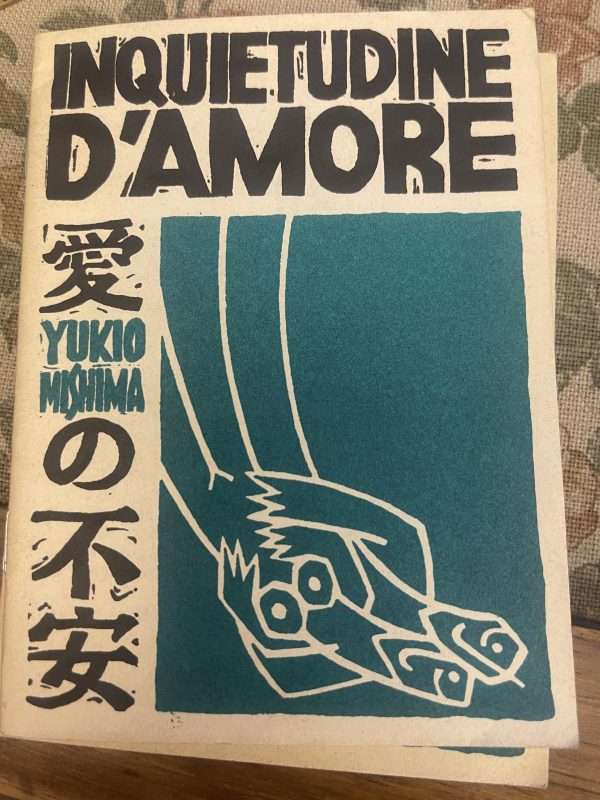 INQUIETUDINE
D'AMORE
愛
YUKIO
MISHIMA
の不安